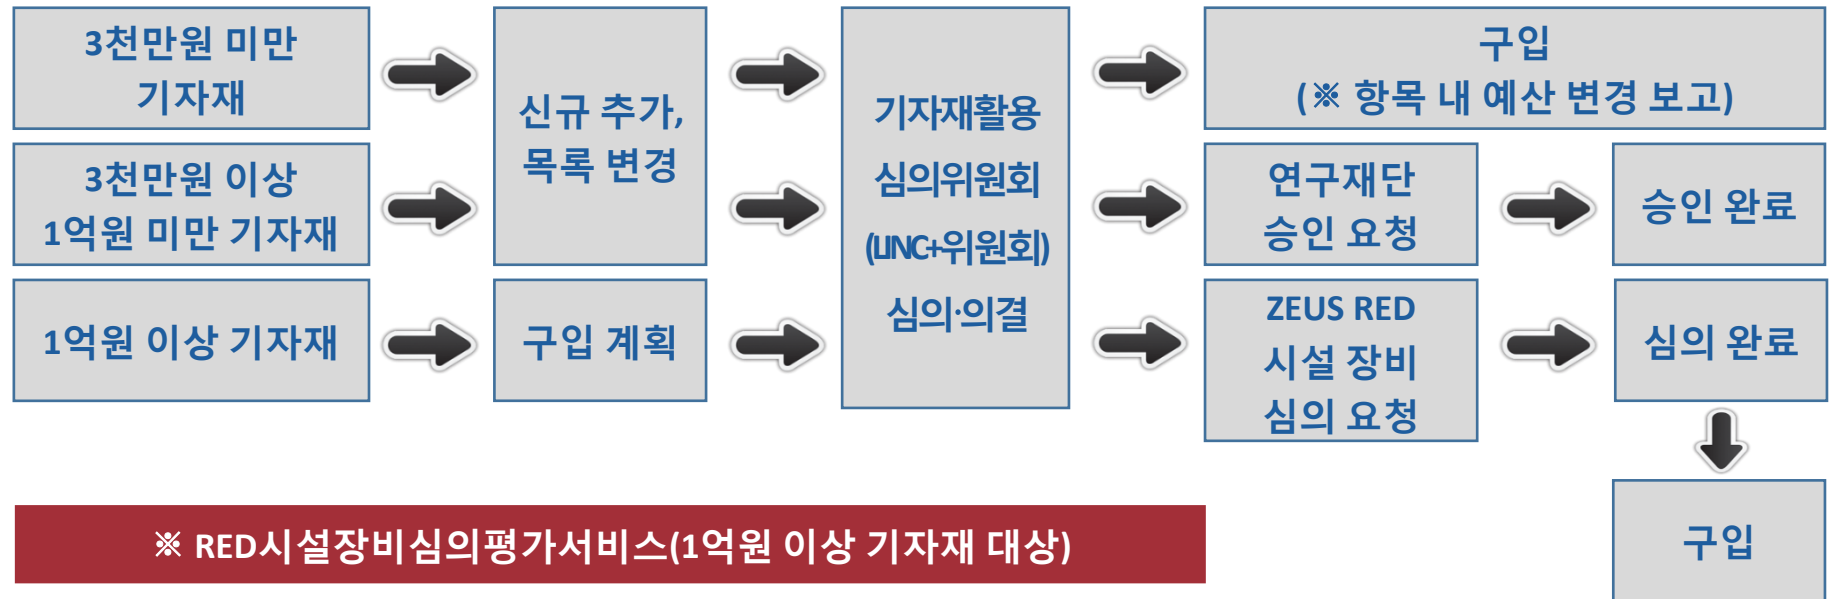 3천만원 미만
기자재
신규 추가,
목록 변경
기자재활용
심의위원회
(LINC+위원회)
심의·의결
구입
(※ 항목 내 예산 변경 보고)
3천만원 이상
1억원 미만 기자재
연구재단
승인 요청
승인 완료
1억원 이상 기자재
구입 계획
ZEUS RED
시설 장비
심의 요청
심의 완료
구입
※ RED시설장비심의평가서비스(1억원 이상 기자재 대상)